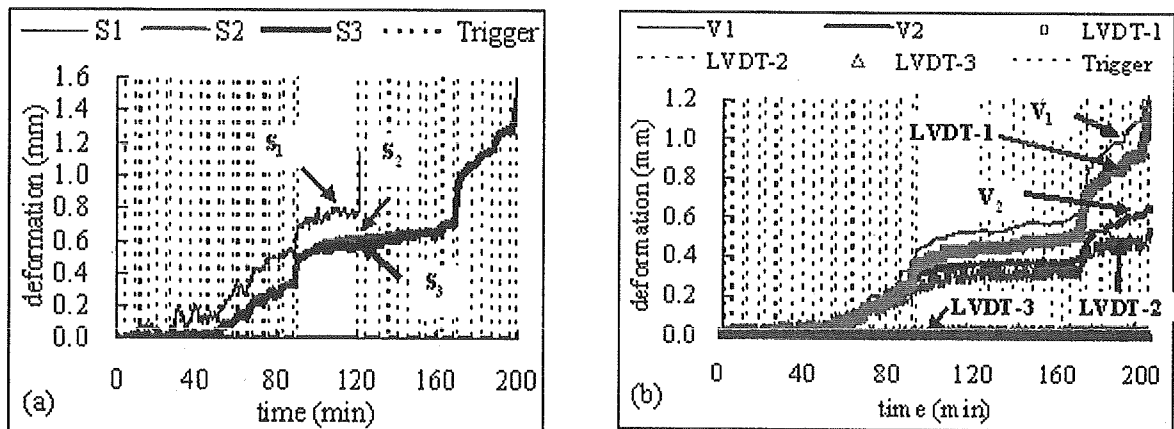 S1 S2 S3 Trigger
1.6
1.4
1.2
1.0
0.8
0.6
0.4
0.2
0.0
deformation (mm)
S1
S2
S3
0 40 80 120 160 200
time (min)
(a)
V1 V2 LVDT-1
LVDT-2 LVDT-3 Trigger
1.2
1.0
0.8
0.6
0.4
0.2
0.0
deformation (mm)
V1
LVDT-1
V2
LVDT-3 LVDT-2
0 40 80 120 160 200
time (min)
(b)